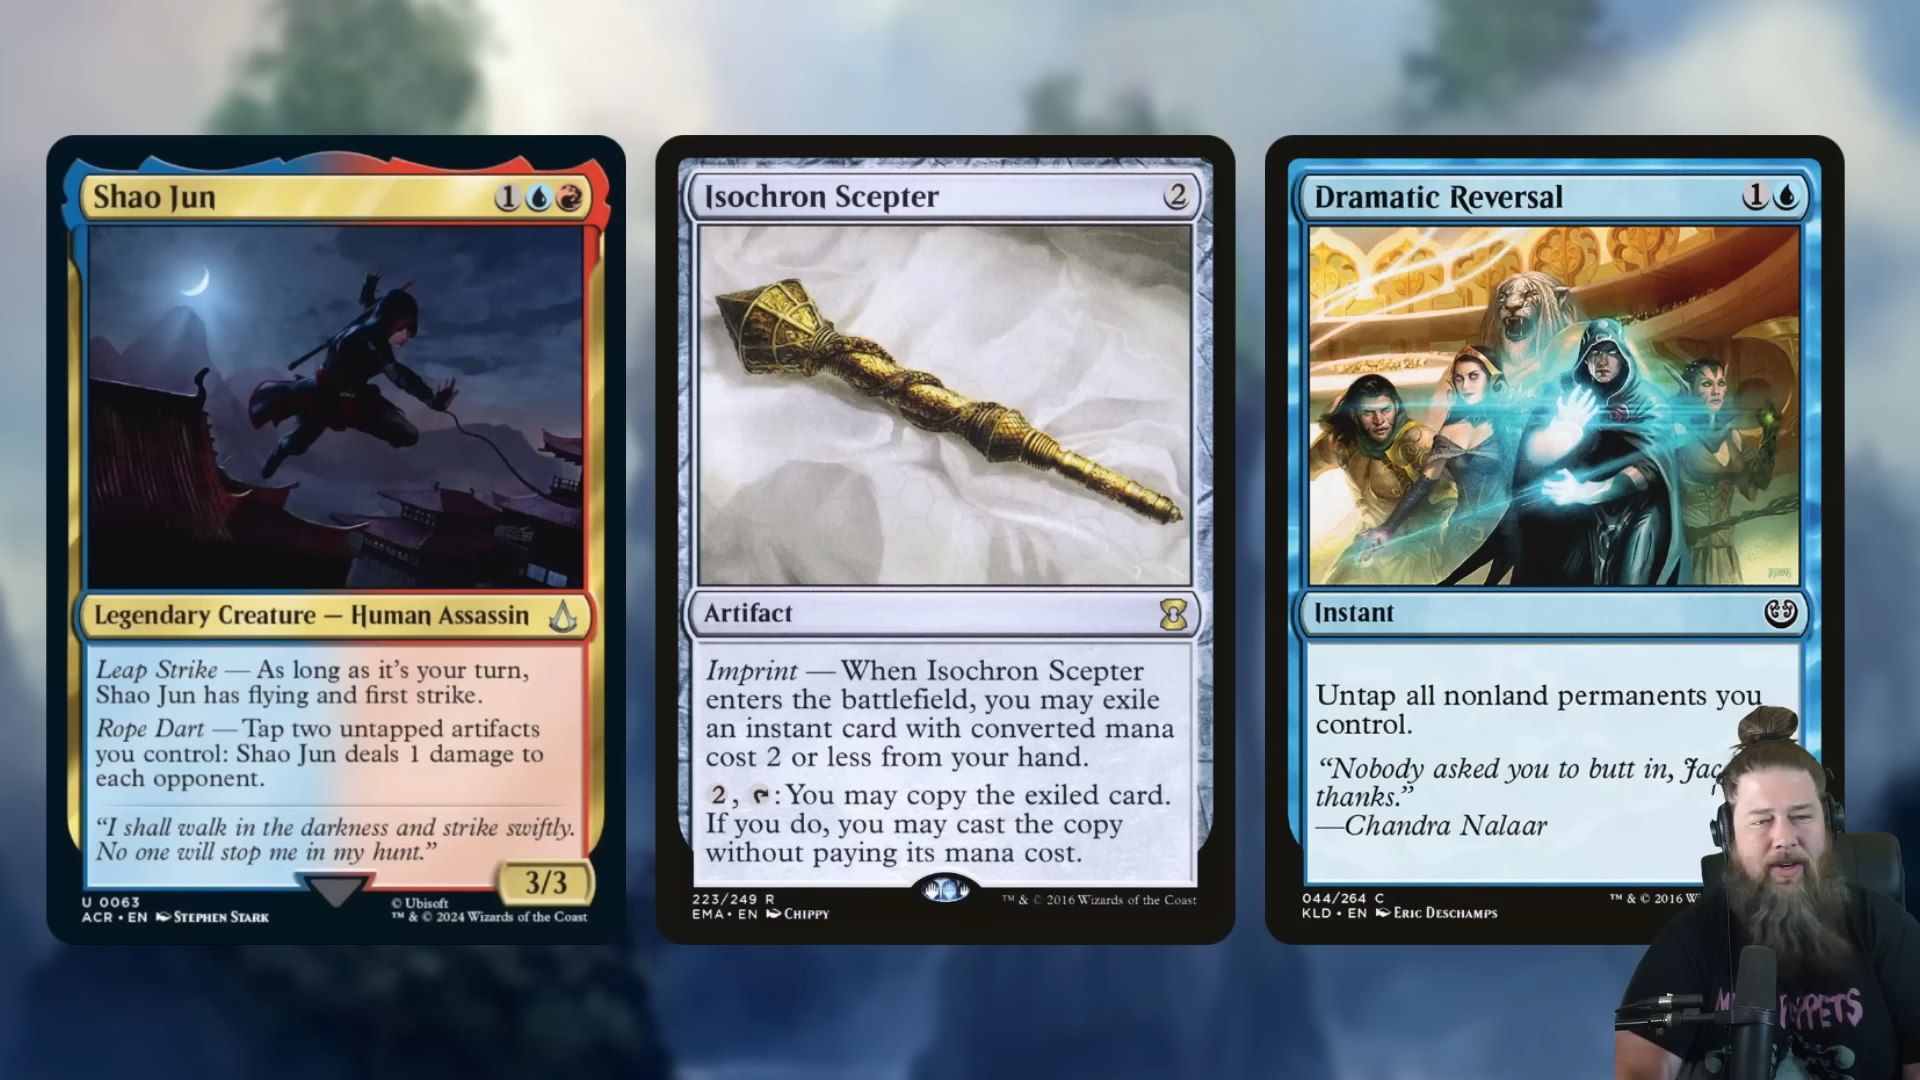 Shao Jun
1
Legendary Creature — Human Assassin
Leap Strike — As long as it's your turn,
Shao Jun has flying and first strike.
Rope Dart — Tap two untapped artifacts
you control: Shao Jun deals 1 damage to
each opponent.
"I shall walk in the darkness and strike swiftly.
No one will stop me in my hunt."
3/3
U 0063
ACR • EN STEPHEN STARK
© Ubisoft
™ & © 2024 Wizards of the Coast
Isochron Scepter
2
Artifact
Imprint — When Isochron Scepter
enters the battlefield, you may exile
an instant card with converted mana
cost 2 or less from your hand.
2, : You may copy the exiled card.
If you do, you may cast the copy
without paying its mana cost.
223/249 R
EMA • EN CHIPPY
™ & © 2016 Wizards of the Coast
Dramatic Reversal
1
Instant
Untap all nonland permanents you
control.
"Nobody asked you to butt in,
thanks."
—Chandra Nalaar
044/264 C
KLD • EN ERIC DESCHAMPS
™ & © 2016